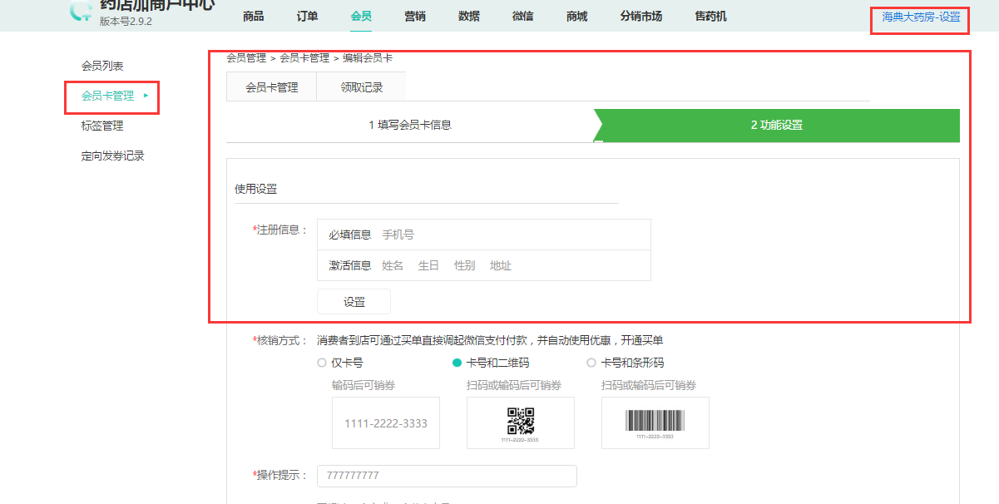 药店加商户中心
版本号2.9.2
商品 订单 会员 营销 数据 微信 商城 分销市场 售药机
海典大药房-设置
会员列表
会员卡管理
标签管理
定向发券记录
会员管理 > 会员卡管理 > 编辑会员卡
会员卡管理 领取记录
1 填写会员卡信息 2 功能设置
使用设置
*注册信息： 必填信息 手机号
激活信息 姓名 生日 性别 地址
设置
*核销方式： 消费者到店可通过买单直接调起微信支付付款，并自动使用优惠，开通买单
仅卡号 卡号和二维码 卡号和条形码
输码后可销券 扫码或输码后可销券 扫码或输码后可销券
1111-2222-3333
1111-2222-3333
1111-2222-3333
*操作提示： 777777777